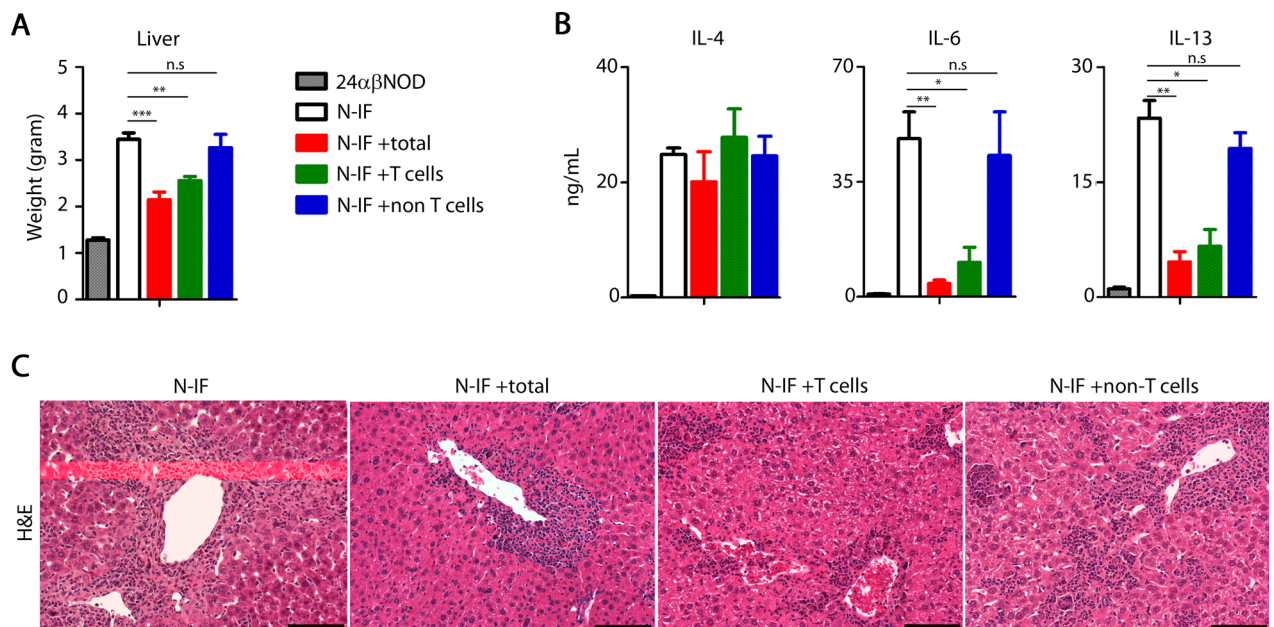 A
Liver
5
4
3
2
1
0
Weight (gram)
n.s
**
***
24αβNOD
N-IF
N-IF +total
N-IF +T cells
N-IF +non T cells
B
IL-4
40
20
0
ng/mL
IL-6
70
35
0
n.s
*
**
IL-13
30
15
0
n.s
*
**
C
N-IF
N-IF +total
N-IF +T cells
N-IF +non-T cells
H&E